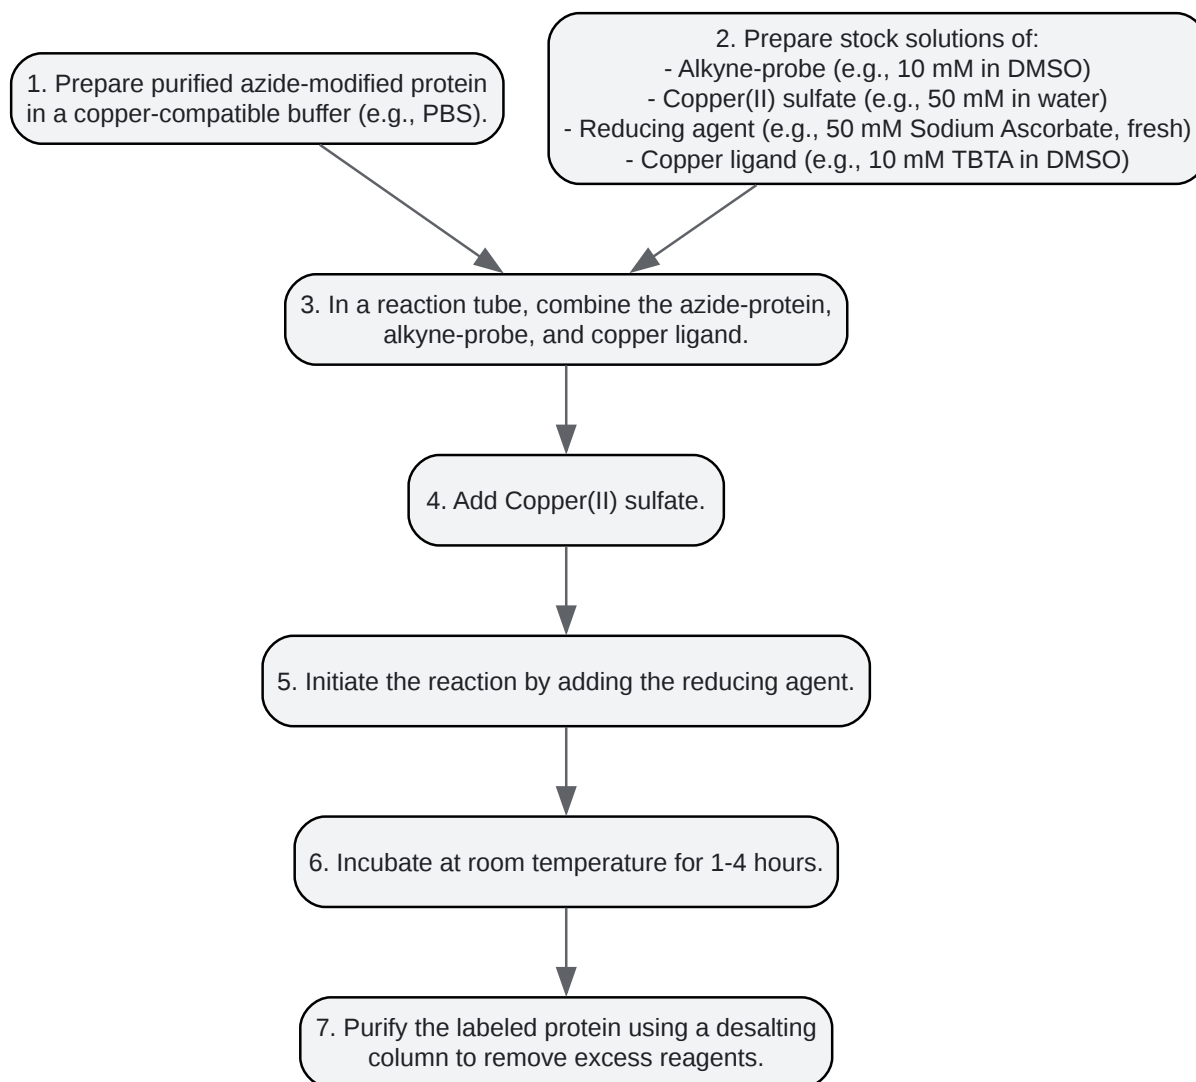 1. Prepare purified azide-modified protein
in a copper-compatible buffer (e.g., PBS).
2. Prepare stock solutions of:
- Alkyne-probe (e.g., 10 mM in DMSO)
- Copper(II) sulfate (e.g., 50 mM in water)
- Reducing agent (e.g., 50 mM Sodium Ascorbate, fresh)
- Copper ligand (e.g., 10 mM TBTA in DMSO)
3. In a reaction tube, combine the azide-protein,
alkyne-probe, and copper ligand.
4. Add Copper(II) sulfate.
5. Initiate the reaction by adding the reducing agent.
6. Incubate at room temperature for 1-4 hours.
7. Purify the labeled protein using a desalting
column to remove excess reagents.